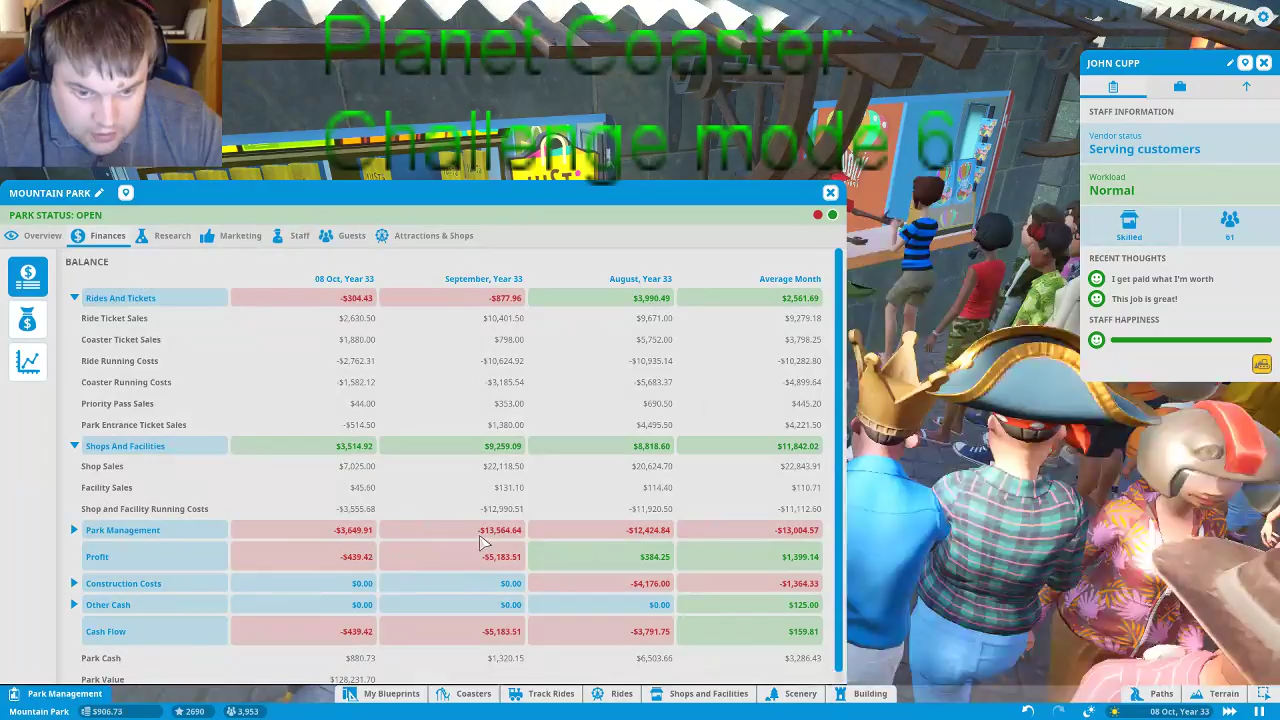 Planet Coaster:
Challenge mode 6
JOHN CUPP
STAFF INFORMATION
Vendor status
Serving customers
Workload
Normal
Skilled 61
RECENT THOUGHTS
I get paid what I'm worth
This job is great!
STAFF HAPPINESS
MOUNTAIN PARK
PARK STATUS: OPEN
Overview Finances Research Marketing Staff Guests Attractions & Shops
BALANCE
08 Oct, Year 33 September, Year 33 August, Year 33 Average Month
Rides And Tickets -$304.43 -$877.96 $3,990.49 $2,561.69
Ride Ticket Sales $2,630.50 $10,401.50 $9,671.00 $9,279.18
Coaster Ticket Sales $1,880.00 $798.00 $5,752.00 $3,798.25
Ride Running Costs -$2,762.31 -$10,624.92 -$10,935.14 -$10,282.80
Coaster Running Costs -$1,582.12 -$3,185.54 -$5,683.37 -$4,899.64
Priority Pass Sales $44.00 $353.00 $690.50 $445.20
Park Entrance Ticket Sales -$514.50 $1,380.00 $4,495.50 $4,221.50
Shops And Facilities $3,514.92 $9,259.09 $8,818.60 $11,842.02
Shop Sales $7,025.00 $22,118.50 $20,624.70 $22,843.91
Facility Sales $45.60 $131.10 $114.40 $110.71
Shop and Facility Running Costs -$3,555.68 -$12,990.51 -$11,920.50 -$11,112.60
Park Management -$3,649.91 -$13,564.64 -$12,424.84 -$13,004.57
Profit -$439.42 -$5,183.51 $384.25 $1,399.14
Construction Costs $0.00 $0.00 -$4,176.00 -$1,364.33
Other Cash $0.00 $0.00 $0.00 $125.00
Cash Flow -$439.42 -$5,183.51 -$3,791.75 $159.81
Park Cash $880.73 $1,320.15 $6,503.66 $3,286.43
Park Value $128,231.70
Park Management My Blueprints Coasters Track Rides Rides Shops and Facilities Scenery Building Paths Terrain
Mountain Park $906.73 2690 3,953 08 Oct, Year 33